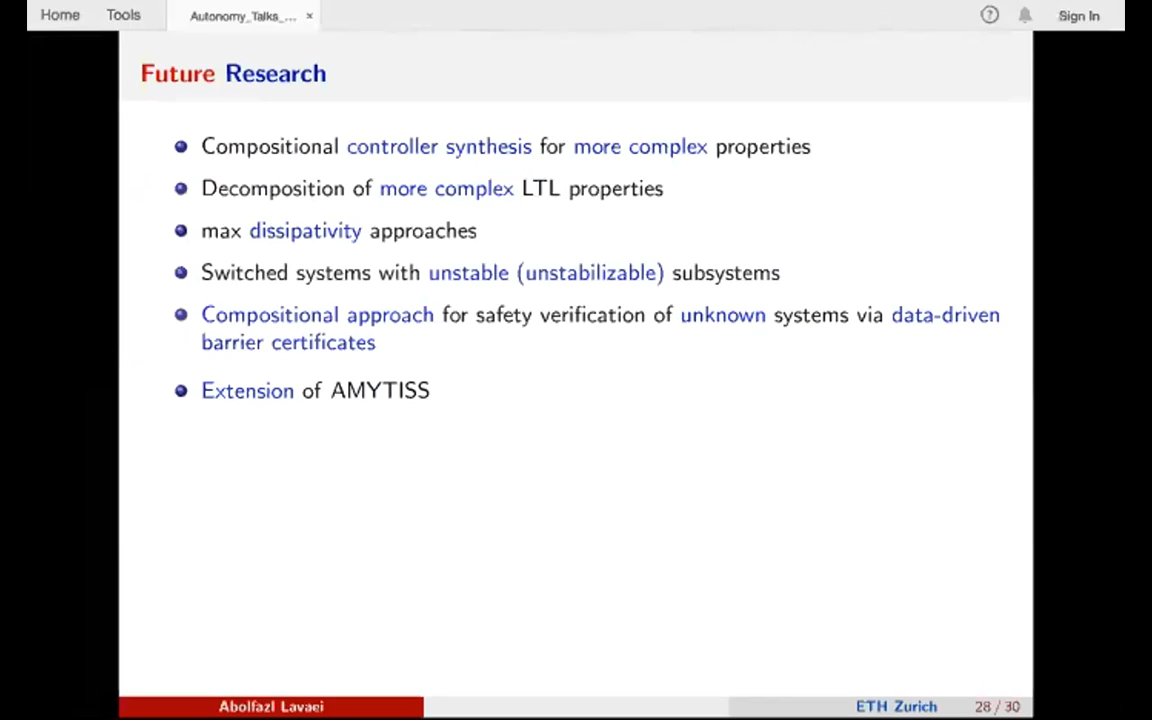 Home Tools Autonomy_Talks_... × ? Sign In
Future Research
Compositional controller synthesis for more complex properties
Decomposition of more complex LTL properties
max dissipativity approaches
Switched systems with unstable (unstabilizable) subsystems
Compositional approach for safety verification of unknown systems via data-driven
barrier certificates
Extension of AMYTISS
Abolfazl Lavaei ETH Zurich 28 / 30